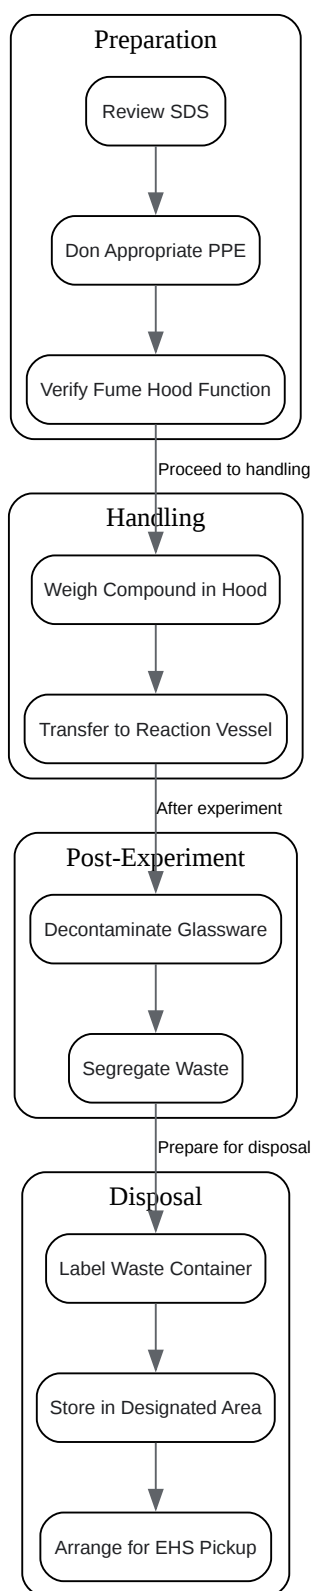 Preparation
Review SDS
Don Appropriate PPE
Verify Fume Hood Function
Proceed to handling
Handling
Weigh Compound in Hood
Transfer to Reaction Vessel
After experiment
Post-Experiment
Decontaminate Glassware
Segregate Waste
Prepare for disposal
Disposal
Label Waste Container
Store in Designated Area
Arrange for EHS Pickup